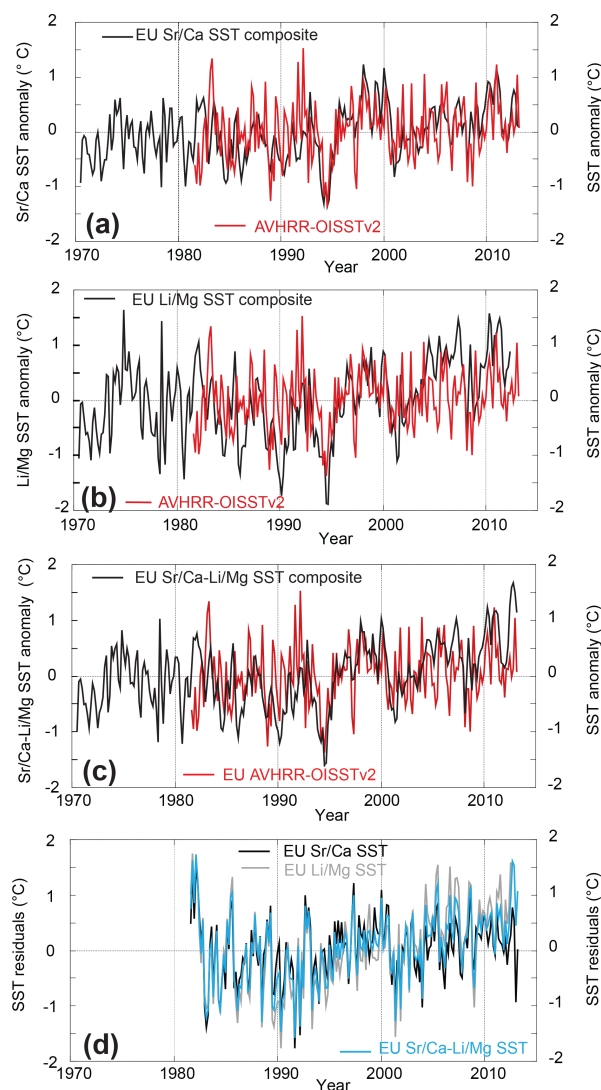 EU Sr/Ca SST composite
Sr/Ca SST anomaly (° C)
SST anomaly (°C)
2
1
0
-1
-2
2
1
0
-1
-2
(a)
AVHRR-OISSTv2
1970 1980 1990 2000 2010
Year
EU Li/Mg SST composite
Li/Mg SST anomaly (°C)
SST anomaly (°C)
2
1
0
-1
-2
2
1
0
-1
-2
(b)
AVHRR-OISSTv2
1970 1980 1990 2000 2010
Year
EU Sr/Ca-Li/Mg SST composite
Sr/Ca-Li/Mg SST anomaly (°C)
SST anomaly (°C)
2
1
0
-1
-2
2
1
0
-1
-2
(c)
EU AVHRR-OISSTv2
1970 1980 1990 2000 2010
Year
EU Sr/Ca SST
EU Li/Mg SST
SST residuals (°C)
SST residuals (°C)
2
1
0
-1
-2
2
1
0
-1
-2
(d)
EU Sr/Ca-Li/Mg SST
1970 1980 1990 2000 2010
Year